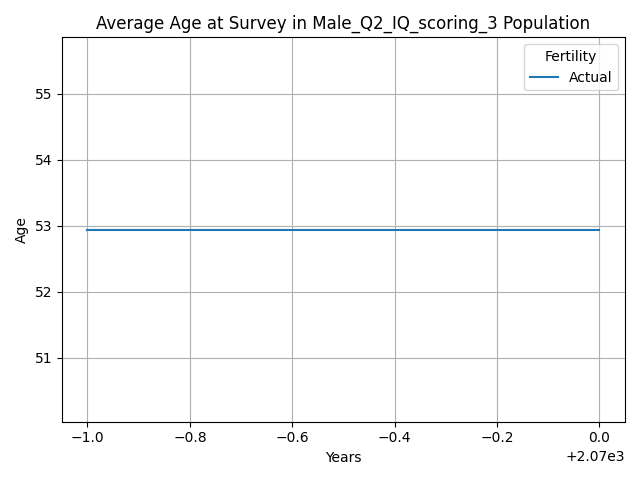 Average Age at Survey in Male_Q2_IQ_scoring_3 Population
Fertility
Actual
55
54
53
52
51
Age
−1.0 −0.8 −0.6 −0.4 −0.2 0.0
Years
+2.07e3